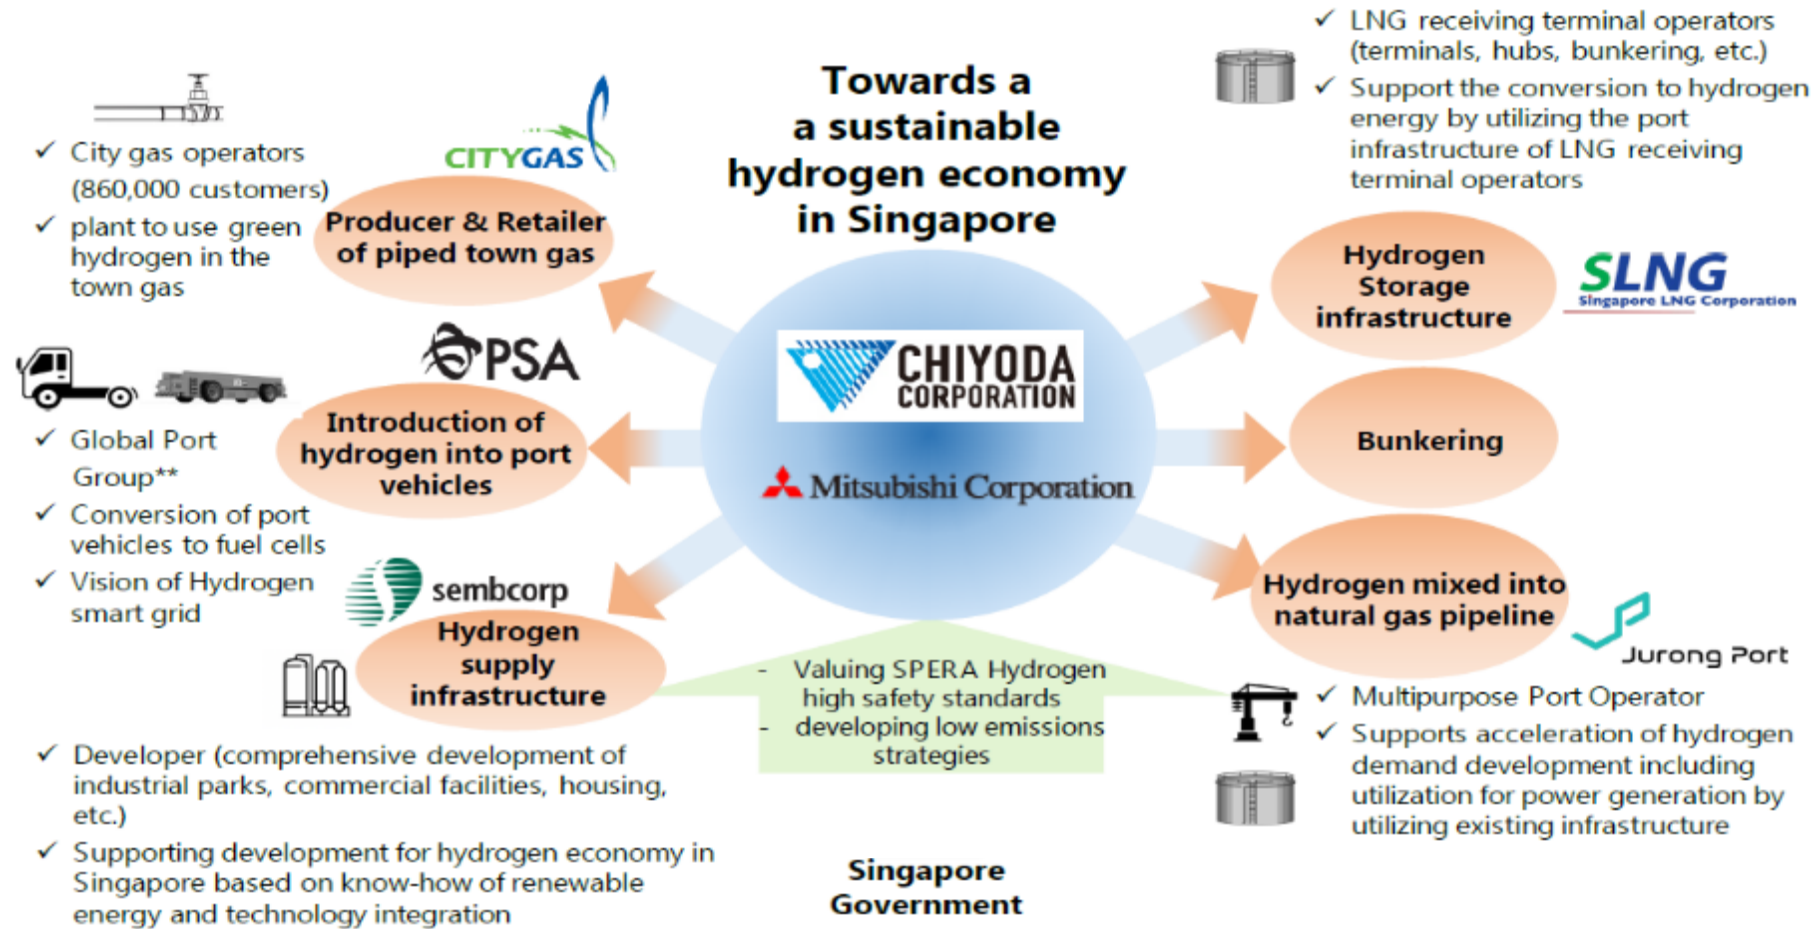 Towards a
a sustainable
hydrogen economy
in Singapore
✓ City gas operators
(860,000 customers)
✓ plant to use green
hydrogen in the
town gas
CITYGAS
Producer & Retailer
of piped town gas
PSA
Introduction of
hydrogen into port
vehicles
✓ Global Port
Group**
✓ Conversion of port
vehicles to fuel cells
✓ Vision of Hydrogen
smart grid
sembcorp
Hydrogen
supply
infrastructure
✓ Developer (comprehensive development of
industrial parks, commercial facilities, housing,
etc.)
✓ Supporting development for hydrogen economy in
Singapore based on know-how of renewable
energy and technology integration
CHIYODA
CORPORATION
Mitsubishi Corporation
- Valuing SPERA Hydrogen
high safety standards
- developing low emissions
strategies
Singapore
Government
✓ LNG receiving terminal operators
(terminals, hubs, bunkering, etc.)
✓ Support the conversion to hydrogen
energy by utilizing the port
infrastructure of LNG receiving
terminal operators
Hydrogen
Storage
infrastructure
SLNG
Singapore LNG Corporation
Bunkering
Hydrogen mixed into
natural gas pipeline
Jurong Port
✓ Multipurpose Port Operator
✓ Supports acceleration of hydrogen
demand development including
utilization for power generation by
utilizing existing infrastructure